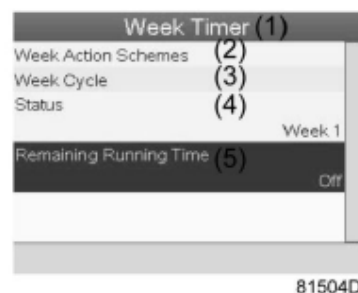 Week Timer (1)
Week Action Schemes (2)
Week Cycle (3)
Status (4)
Week 1
Remaining Running Time (5)
Off
81504D